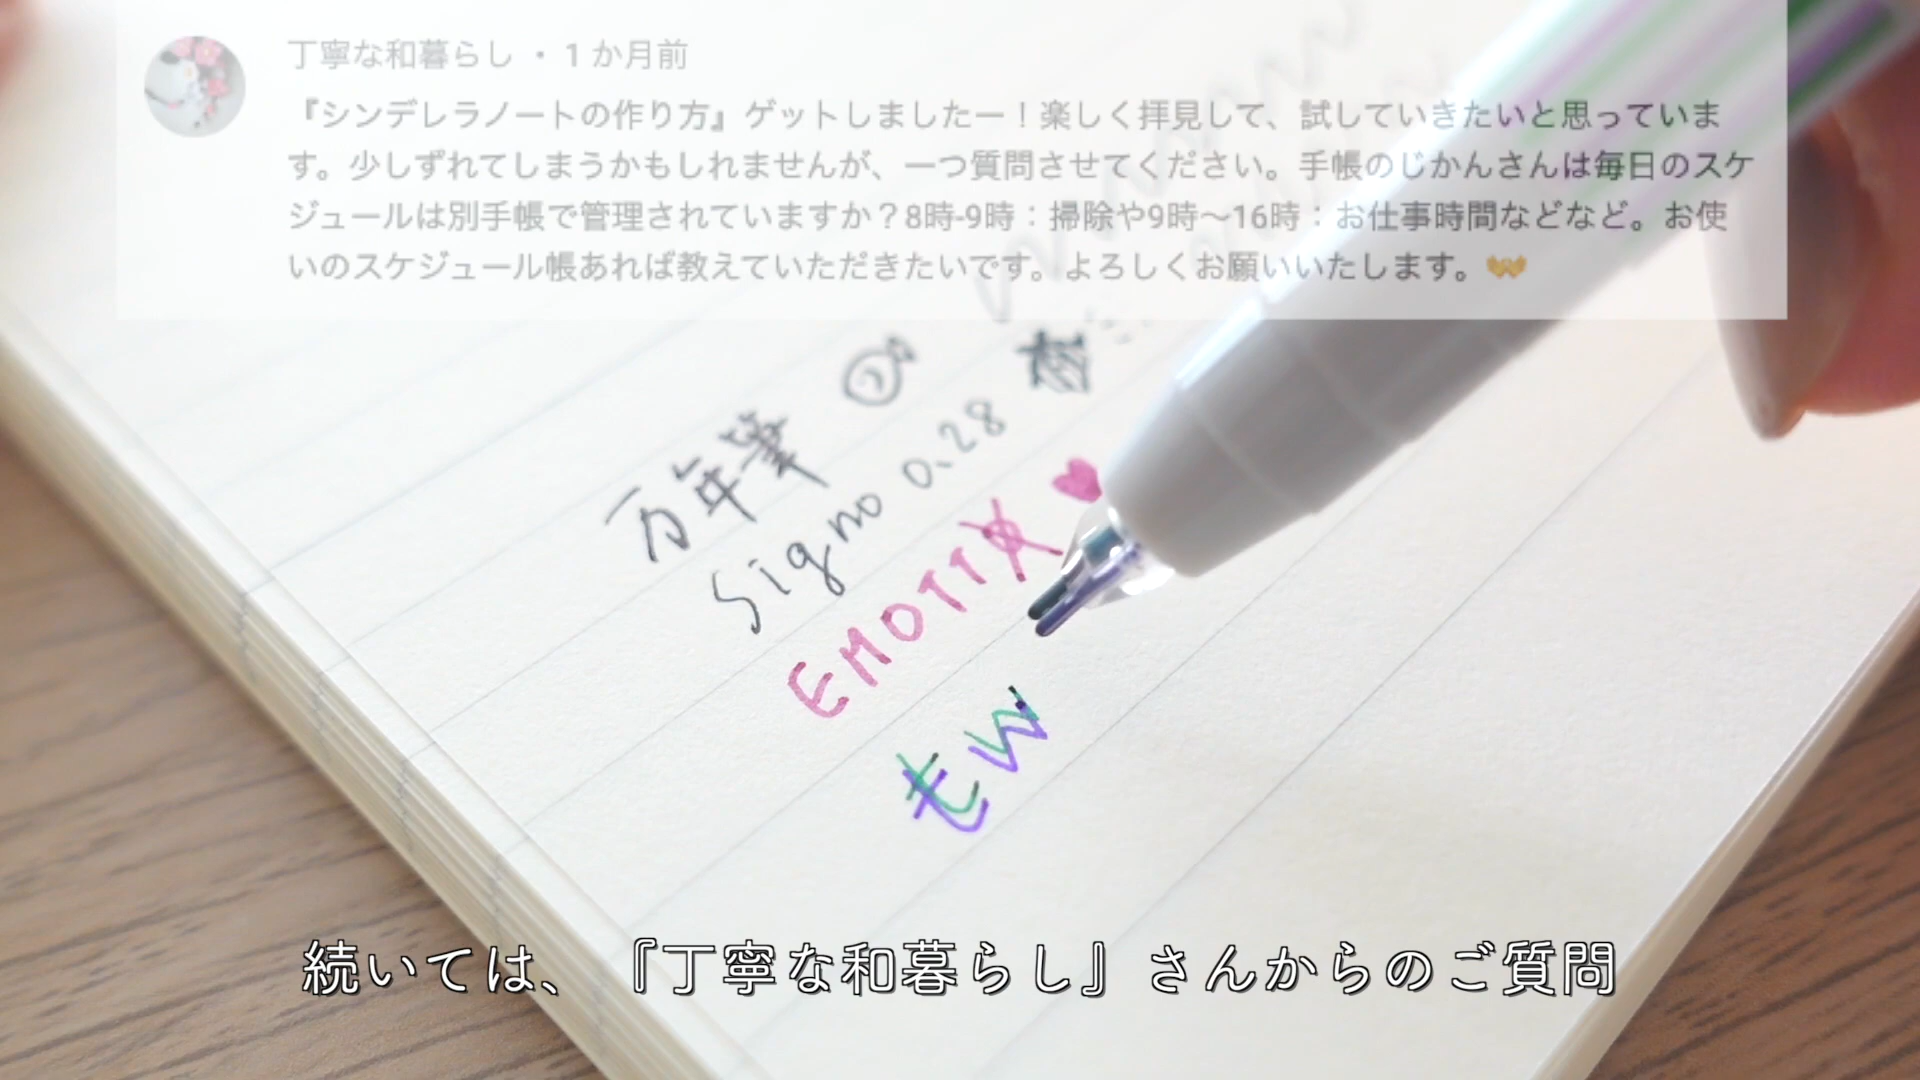 丁寧な和暮らし ・ 1 か月前
『シンデレラノートの作り方』ゲットしましたー！楽しく拝見して、試していきたいと思っていま
す。少しずれてしまうかもしれませんが、一つ質問させてください。手帳のじかんさんは毎日のスケ
ジュールは別手帳で管理されていますか？8時-9時：掃除や9時〜16時：お仕事時間などなど。お使
いのスケジュール帳あれば教えていただきたいです。よろしくお願いいたします。
万年筆
Signo 0.28
EMOTT
tw
続いては、『丁寧な和暮らし』さんからのご質問